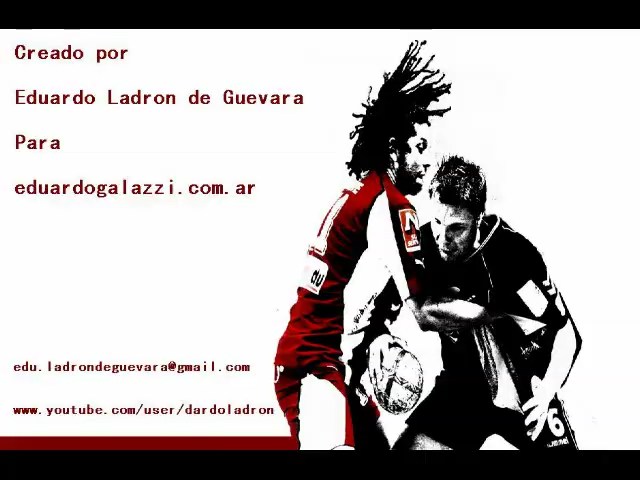 Creado por
Eduardo Ladron de Guevara
Para
eduardogalazzi.com.ar
edu.ladrondeguevara@gmail.com
www.youtube.com/user/dardoladron
6